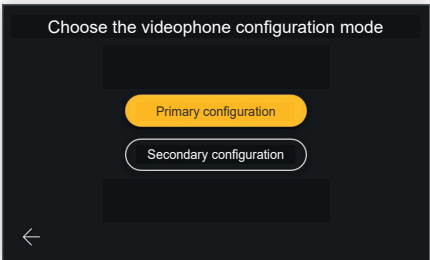 Choose the videophone configuration mode
Primary configuration
Secondary configuration